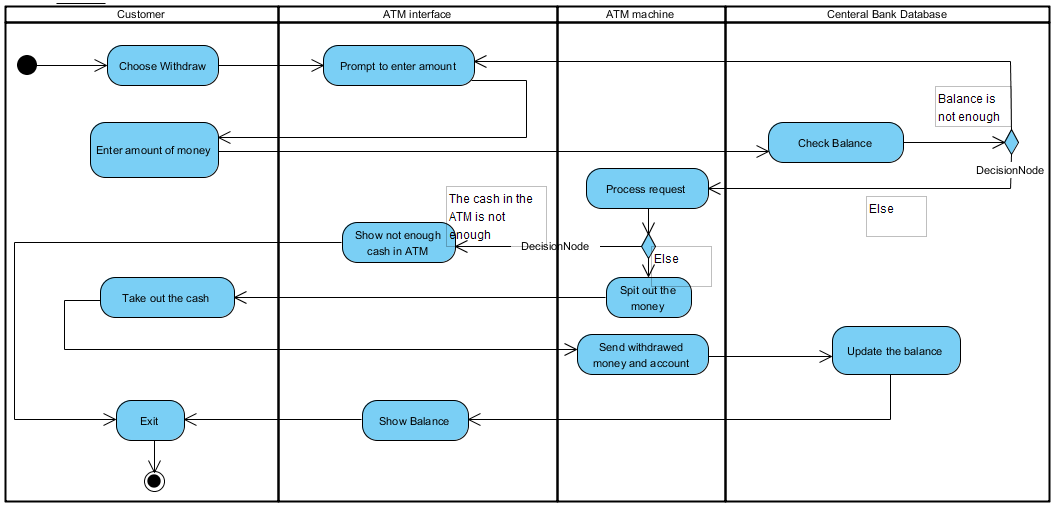 Customer
ATM interface
ATM machine
Centeral Bank Database
Choose Withdraw
Prompt to enter amount
Balance is
not enough
Enter amount of money
Check Balance
DecisionNode
Process request
The cash in the
ATM is not
enough
Else
Show not enough
cash in ATM
DecisionNode
Else
Take out the cash
Spit out the
money
Send withdrawed
money and account
Update the balance
Exit
Show Balance